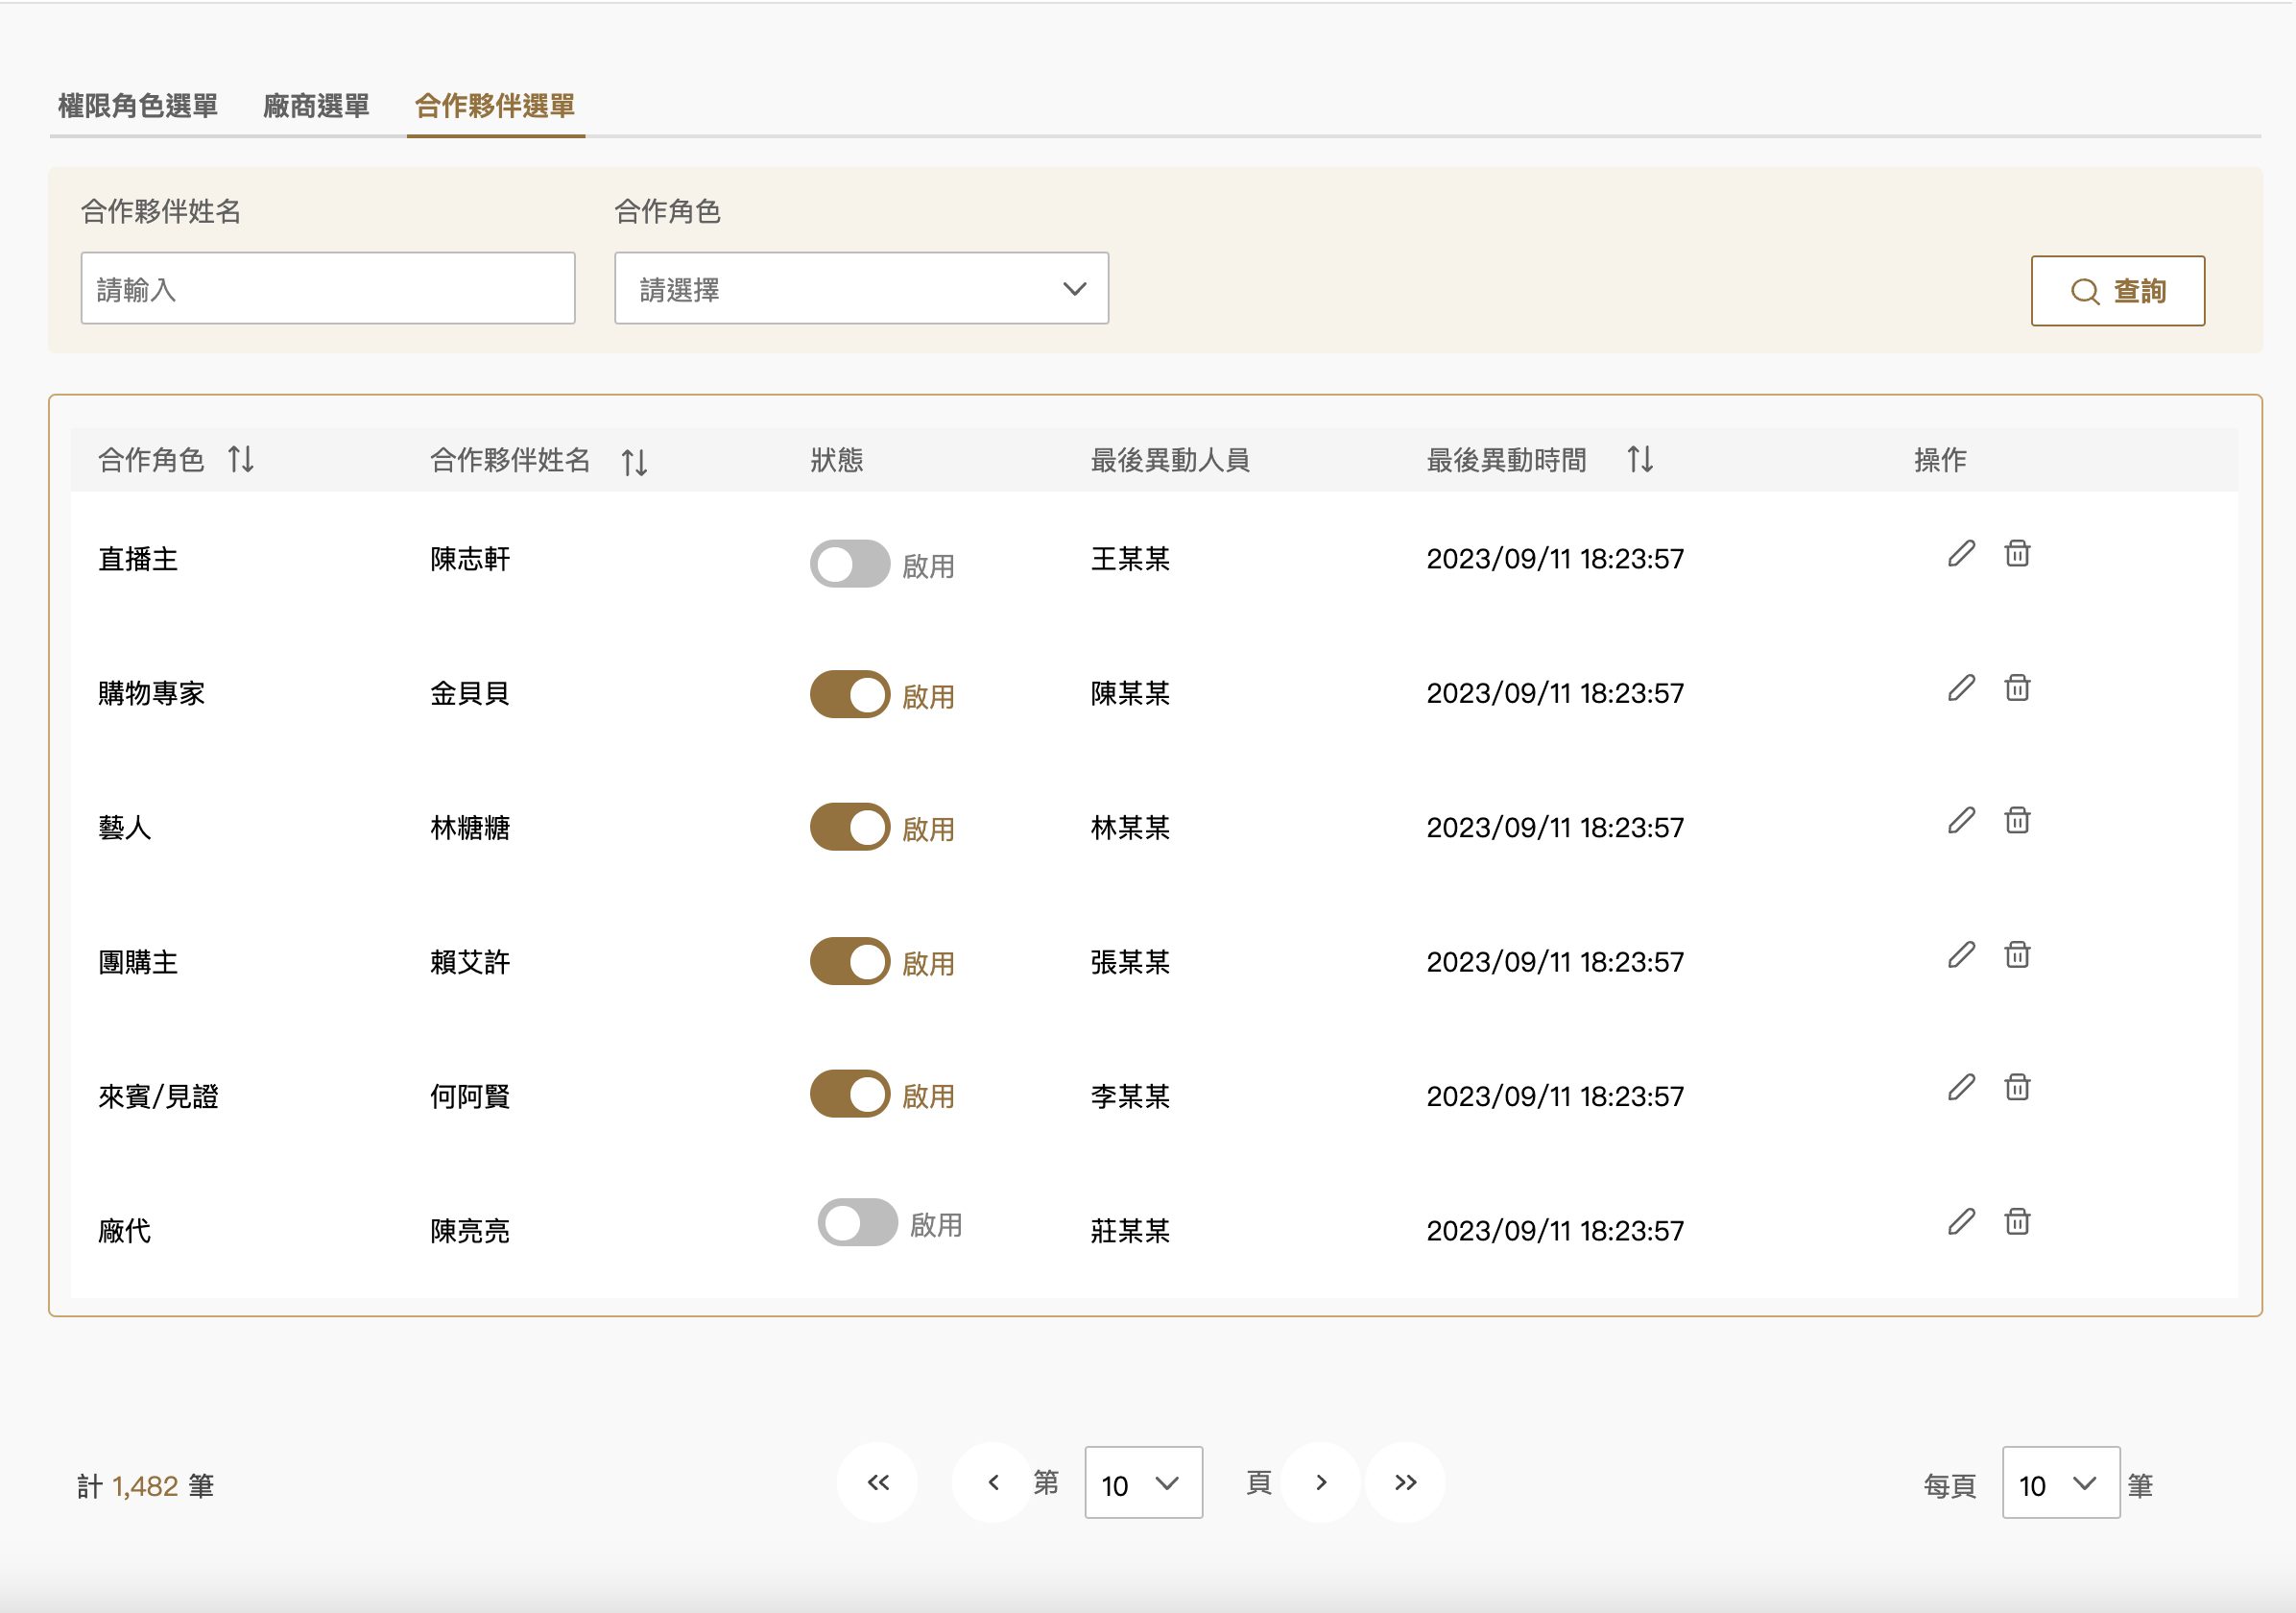 權限角色選單 廠商選單 合作夥伴選單
合作夥伴姓名 合作角色
請輸入 請選擇 查詢
合作角色 合作夥伴姓名 狀態 最後異動人員 最後異動時間 操作
直播主 陳志軒 啟用 王某某 2023/09/11 18:23:57
購物專家 金貝貝 啟用 陳某某 2023/09/11 18:23:57
藝人 林糖糖 啟用 林某某 2023/09/11 18:23:57
團購主 賴艾許 啟用 張某某 2023/09/11 18:23:57
來賓/見證 何阿賢 啟用 李某某 2023/09/11 18:23:57
廠代 陳亮亮 啟用 莊某某 2023/09/11 18:23:57
計 1,482 筆 第 10 頁 每頁 10 筆